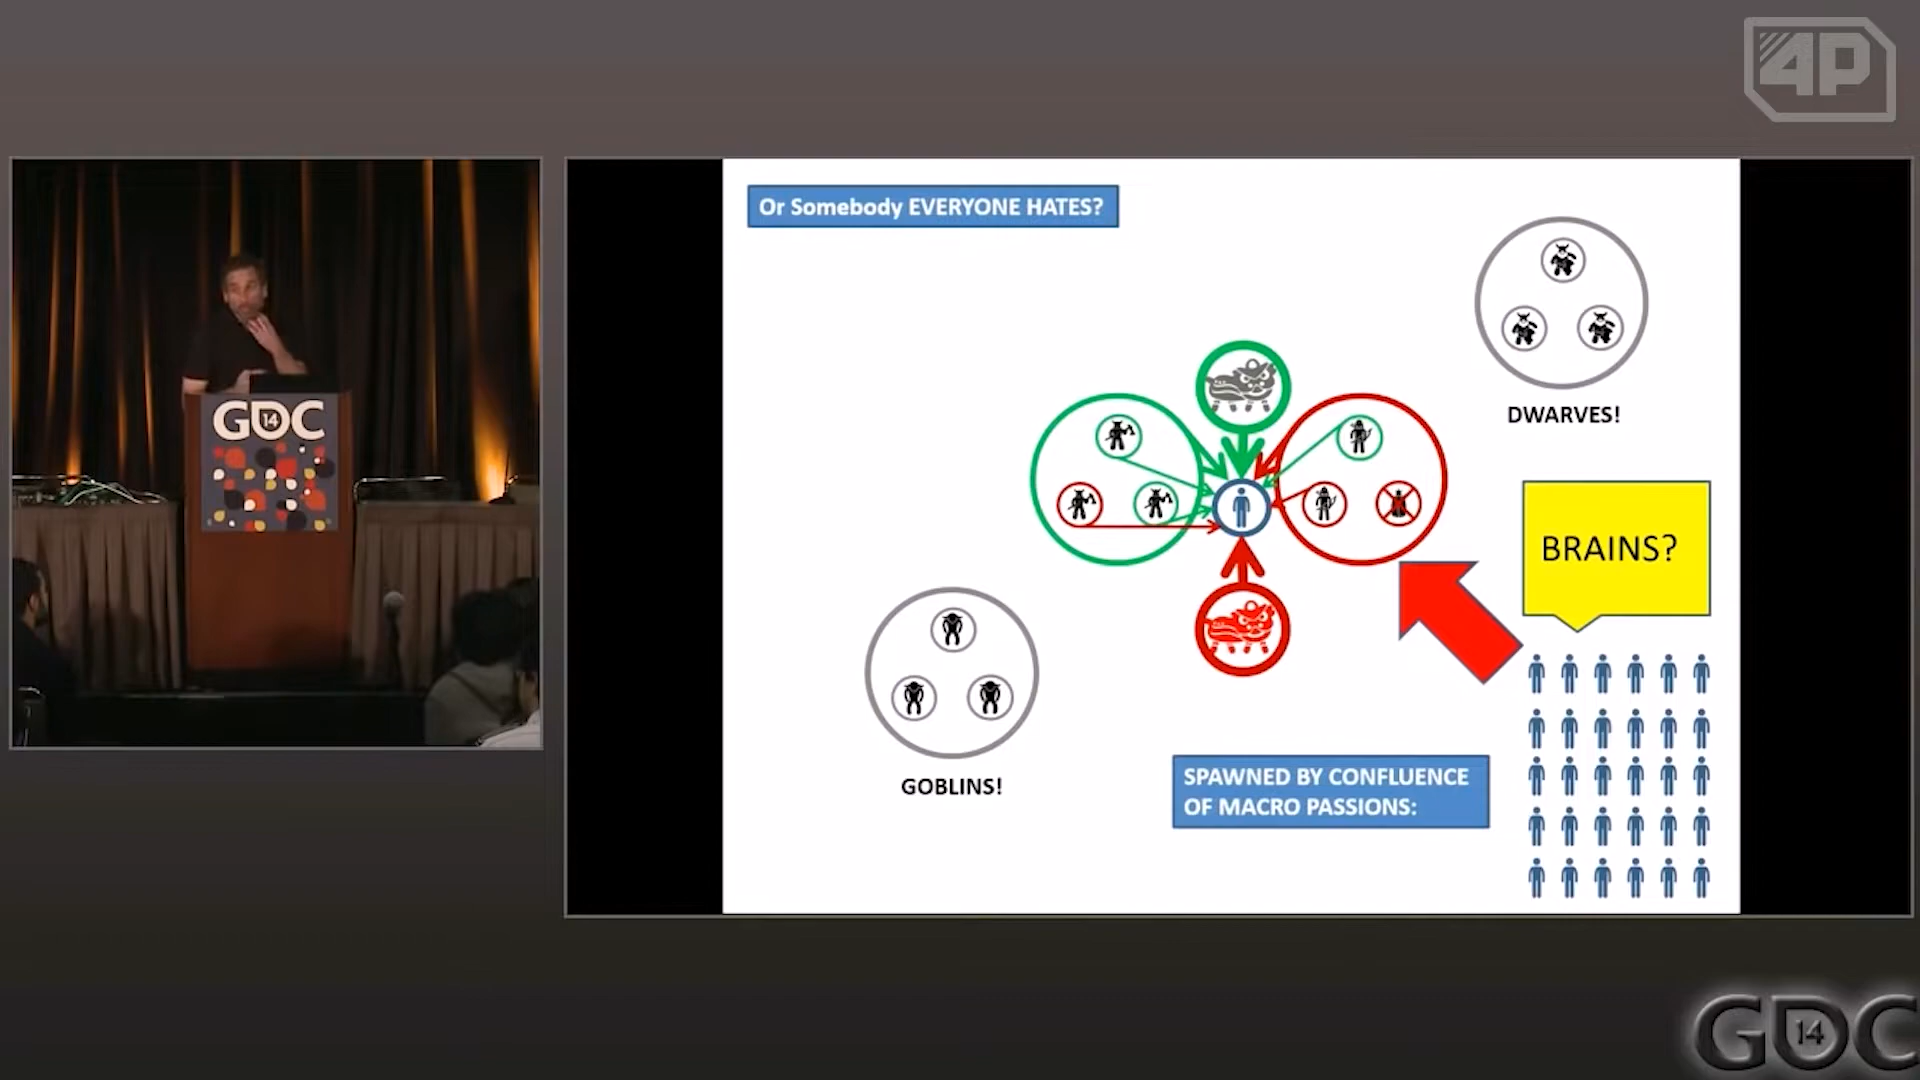 4P
GDC
14
Or Somebody EVERYONE HATES?
DWARVES!
BRAINS?
GOBLINS!
SPAWNED BY CONFLUENCE
OF MACRO PASSIONS:
GDC
14